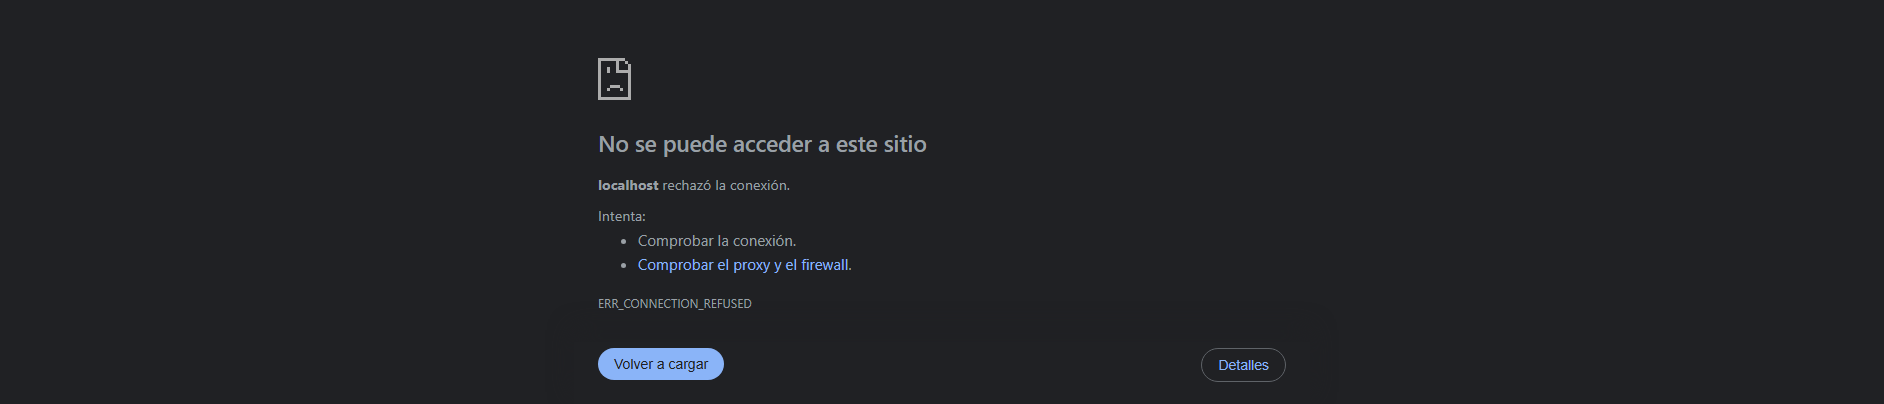 No se puede acceder a este sitio
localhost rechazó la conexión.
Intenta:
• Comprobar la conexión.
• Comprobar el proxy y el firewall.
ERR_CONNECTION_REFUSED
Volver a cargar
Detalles